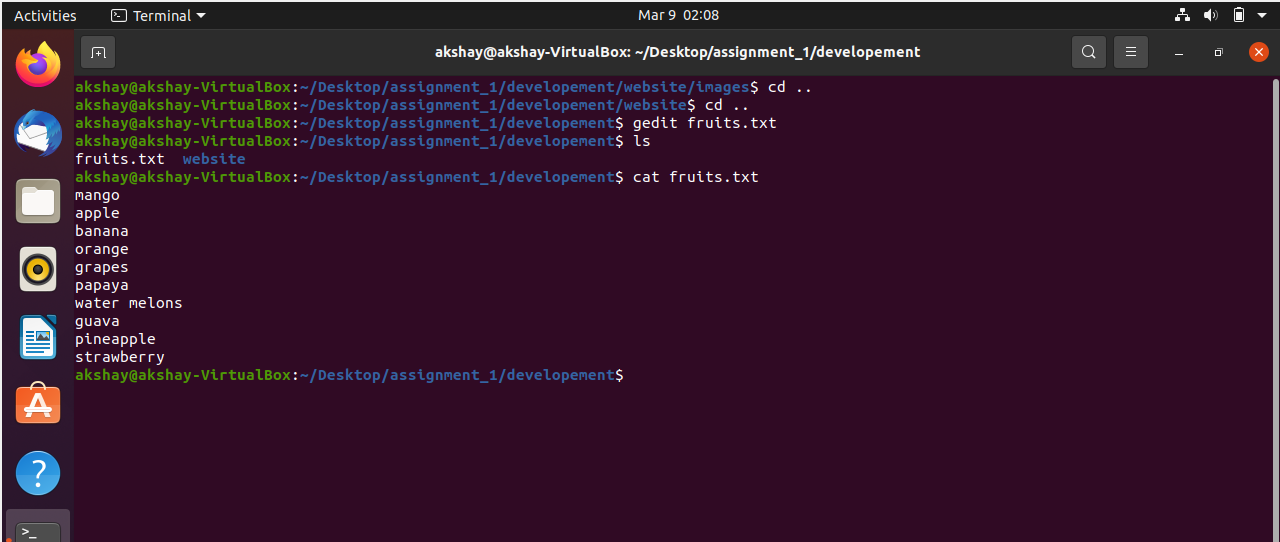 Activities Terminal Mar 9 02:08
akshay@akshay-VirtualBox: ~/Desktop/assignment_1/developement
akshay@akshay-VirtualBox:~/Desktop/assignment_1/developement/website/images$ cd ..
akshay@akshay-VirtualBox:~/Desktop/assignment_1/developement/website$ cd ..
akshay@akshay-VirtualBox:~/Desktop/assignment_1/developement$ gedit fruits.txt
akshay@akshay-VirtualBox:~/Desktop/assignment_1/developement$ ls
fruits.txt website
akshay@akshay-VirtualBox:~/Desktop/assignment_1/developement$ cat fruits.txt
mango
apple
banana
orange
grapes
papaya
water melons
guava
pineapple
strawberry
akshay@akshay-VirtualBox:~/Desktop/assignment_1/developement$